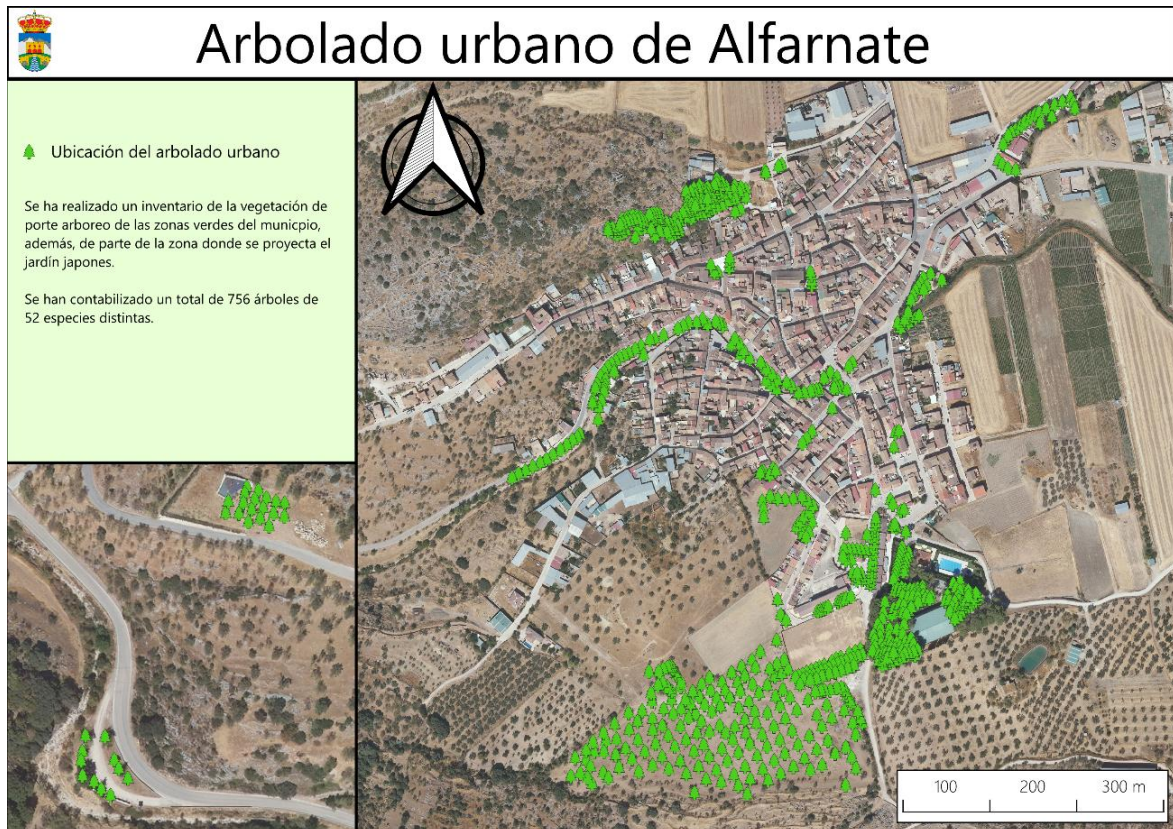 Arbolado urbano de Alfarnate
Ubicación del arbolado urbano
Se ha realizado un inventario de la vegetación de
porte arboreo de las zonas verdes del municpio,
además, de parte de la zona donde se proyecta el
jardín japones.
Se han contabilizado un total de 756 árboles de
52 especies distintas.
100 200 300 m